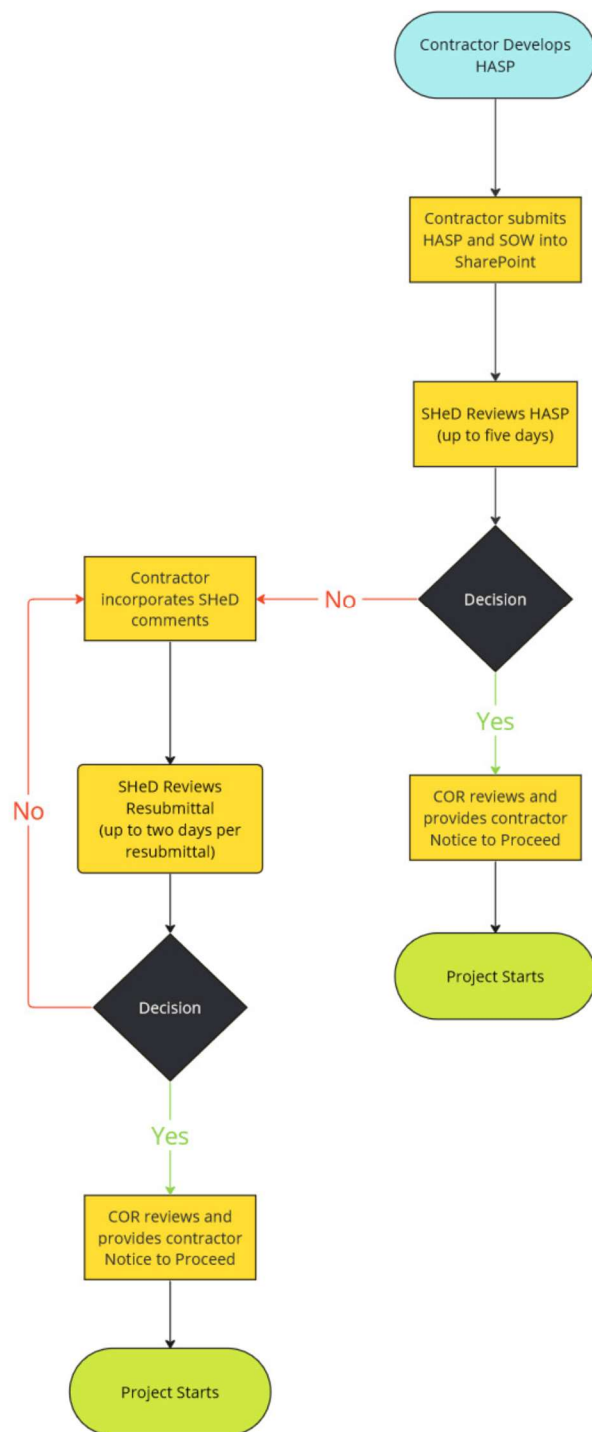 Contractor Develops
HASP
Contractor submits
HASP and SOW into
SharePoint
SHeD Reviews HASP
(up to five days)
Decision
No
Contractor
incorporates SHeD
comments
Yes
COR reviews and
provides contractor
Notice to Proceed
Project Starts
SHeD Reviews
Resubmittal
(up to two days per
resubmittal)
No
Decision
Yes
COR reviews and
provides contractor
Notice to Proceed
Project Starts